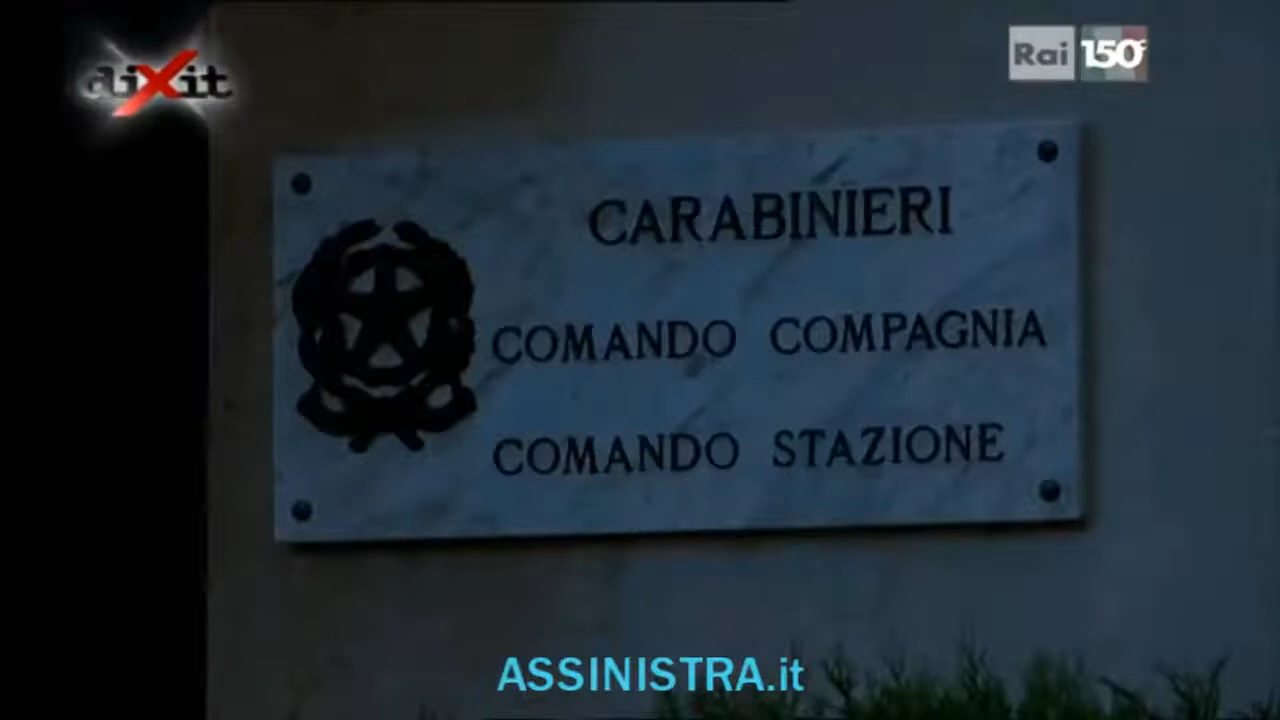 diXit
Rai 150°
CARABINIERI
COMANDO COMPAGNIA
COMANDO STAZIONE
ASSINISTRA.it